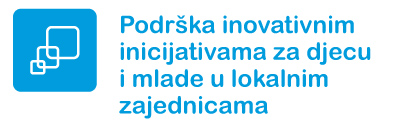 Podrška inovativnim
inicijativama za djecu
i mlade u lokalnim
zajednicama